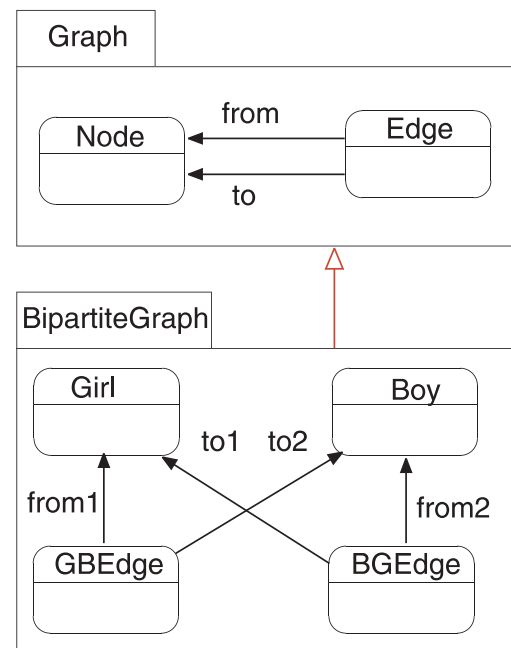 Graph
from
Node
Edge
to
BipartiteGraph
Girl
Boy
to1 to2
from1
from2
GBEdge
BGEdge